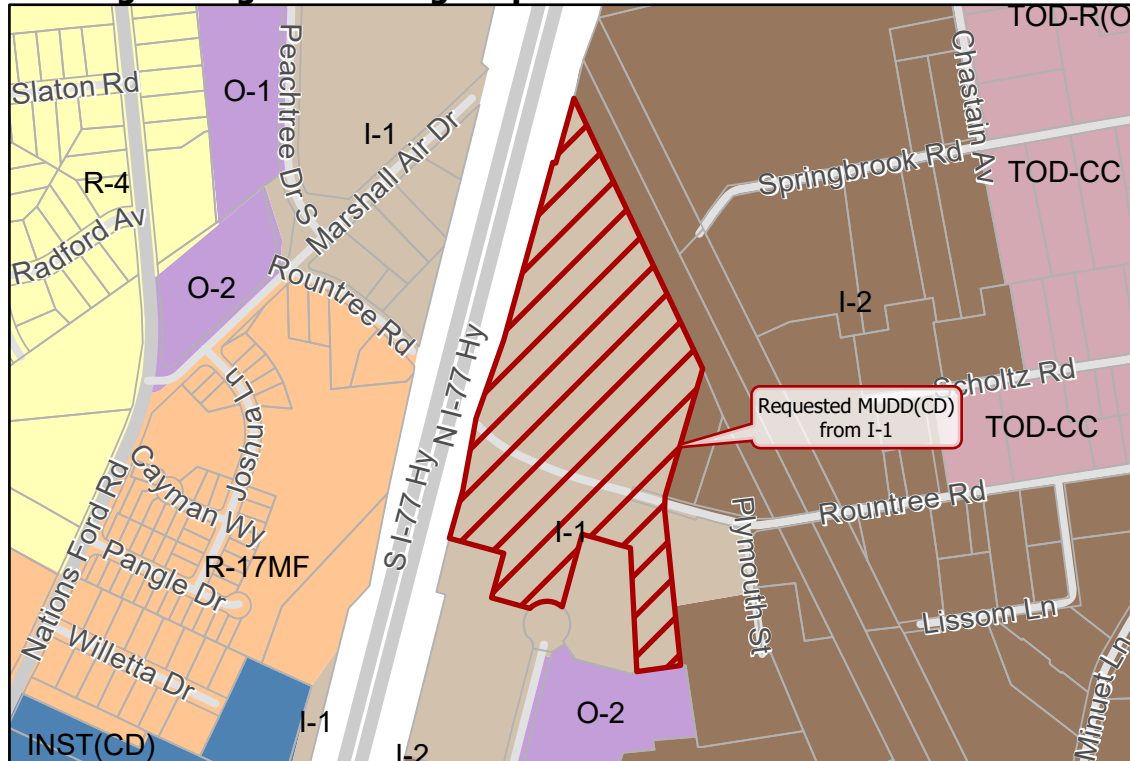 TOD-R(O
Slaton Rd
O-1
Peachtree Dr S
I-1
Marshall Air Dr
Chastain Av
Springbrook Rd
TOD-CC
R-4
Radford Av
O-2
Rountree Rd
I-2
S I-77 Hy
N I-77 Hy
Scholtz Rd
Requested MUDD(CD)
from I-1
TOD-CC
Joshua Ln
Cayman Wy
Nations Ford Rd
Pangle Dr
R-17MF
I-1
Rountree Rd
Plymouth St
Lissom Ln
Willetta Dr
Minuet Ln
I-1
O-2
INST(CD)
I-2